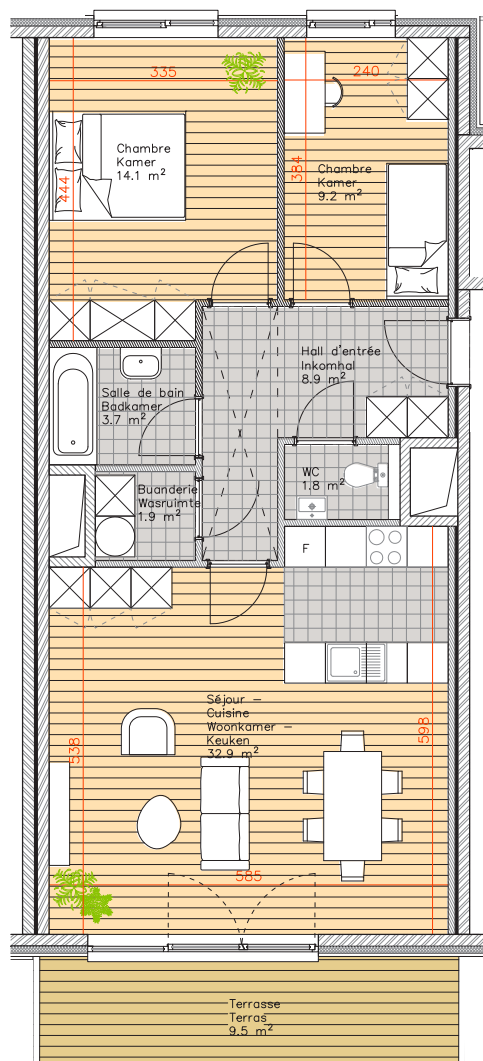 335
240
Chambre
Kamer
14.1 m²
444
384
Chambre
Kamer
9.2 m²
Hall d'entrée
Inkomhal
8.9 m²
Salle de bain
Badkamer
3.7 m²
Buanderie
Wasruimte
1.9 m²
WC
1.8 m²
F
Séjour –
Cuisine
Woonkamer –
Keuken
32.9 m²
538
598
585
Terrasse
Terras
9.5 m²